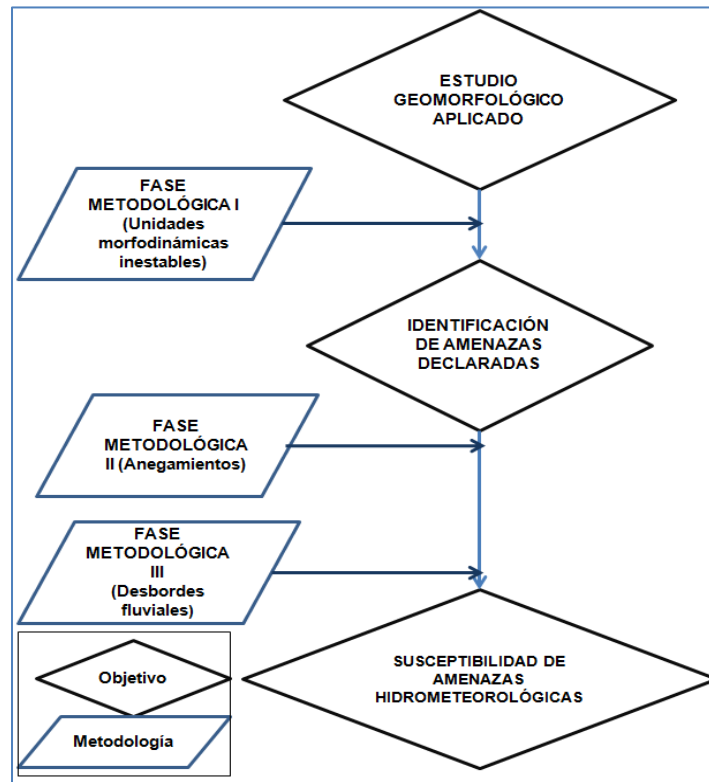 ESTUDIO
GEOMORFOLÓGICO
APLICADO
FASE
METODOLÓGICA I
(Unidades
morfodinámicas
inestables)
IDENTIFICACIÓN
DE AMENAZAS
DECLARADAS
FASE
METODOLÓGICA
II (Anegamientos)
FASE
METODOLÓGICA
III
(Desbordes
fluviales)
SUSCEPTIBILIDAD DE
AMENAZAS
HIDROMETEOROLÓGICAS
Objetivo
Metodología